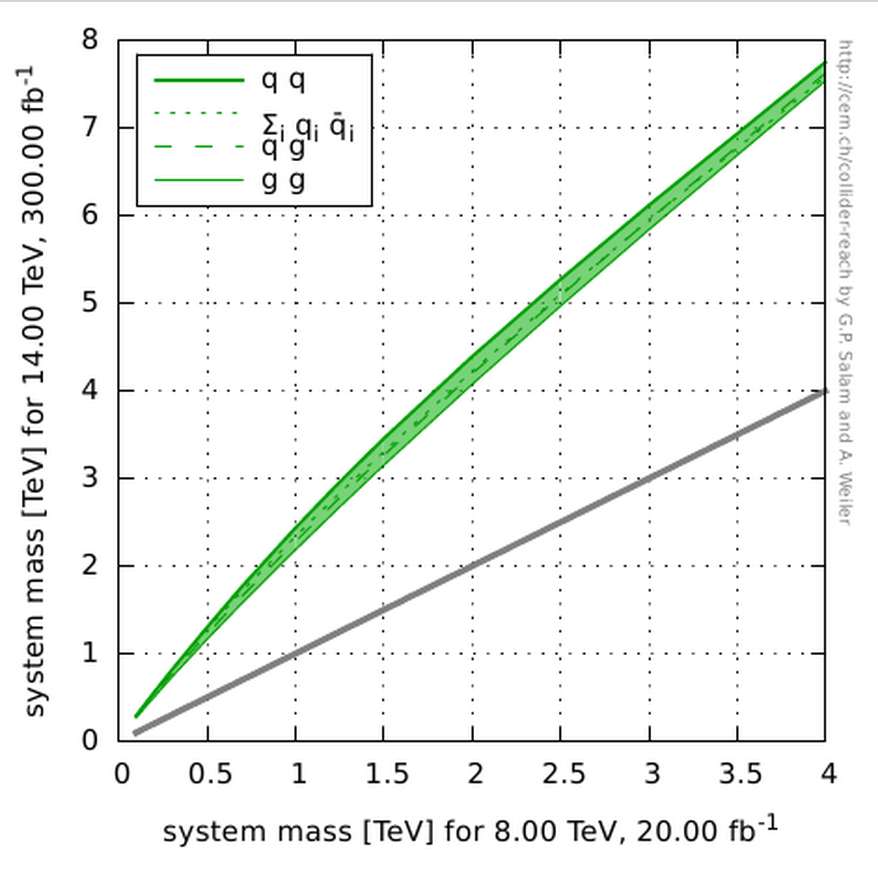 8
7
6
5
4
3
2
1
0
0 0.5 1 1.5 2 2.5 3 3.5 4
system mass [TeV] for 14.00 TeV, 300.00 fb⁻¹
system mass [TeV] for 8.00 TeV, 20.00 fb⁻¹
q q
Σᵢ qᵢ q̄ᵢ
q g
g g
http://cern.ch/collider-reach by G.P. Salam and A. Weiler